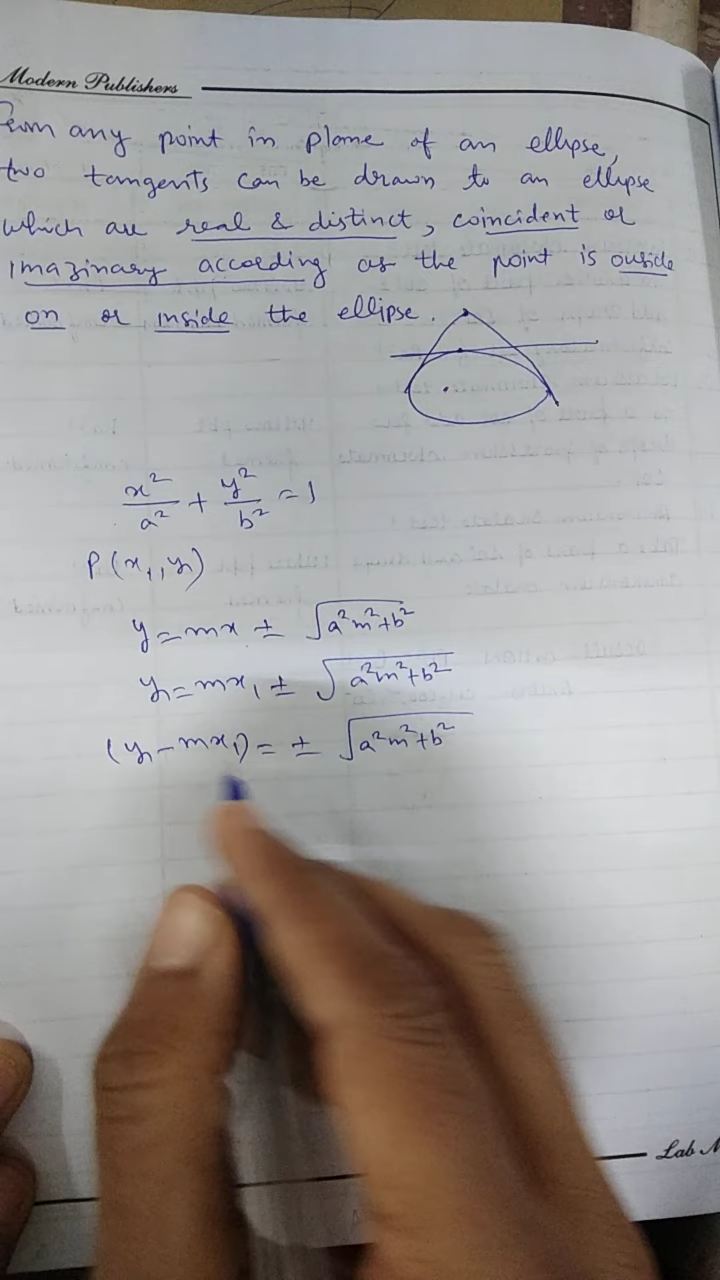 Modern Publishers
From any point in plane of an ellipse,
two tangents can be drawn to an ellipse
which are real & distinct, coincident or
imazinary according as the point is ouside
on or inside the ellipse.
x²/a² + y²/b² = 1
P(x₁, y₁)
y = mx ± √a²m²+b²
y₁ = mx₁ ± √a²m²+b²
(y₁ - mx₁) = ± √a²m²+b²
Lab